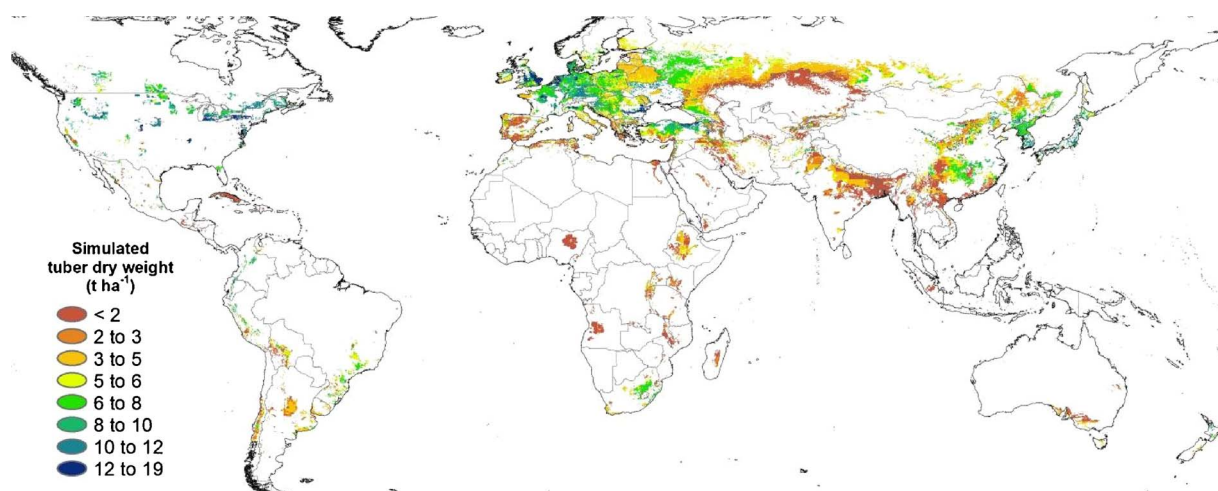 Simulated
tuber dry weight
(t ha⁻¹)
< 2
2 to 3
3 to 5
5 to 6
6 to 8
8 to 10
10 to 12
12 to 19